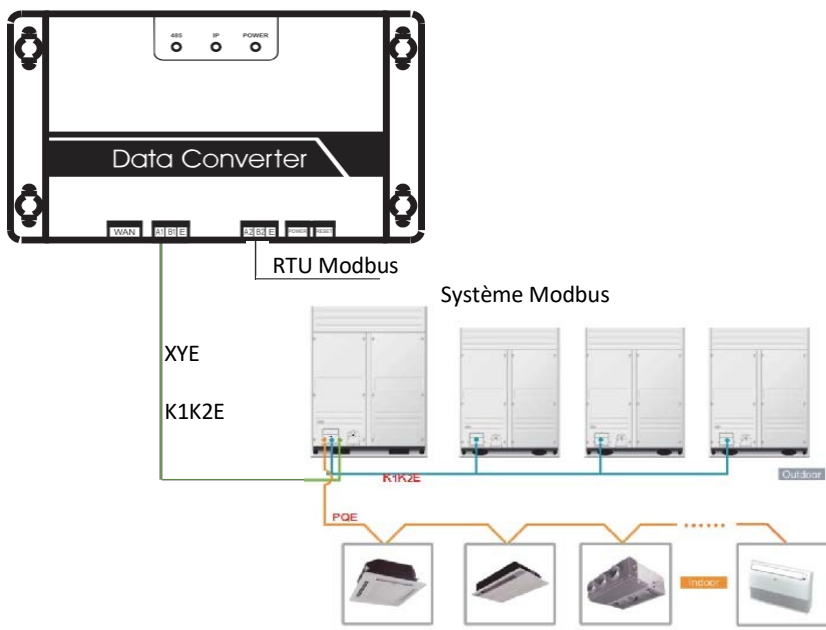 485 IP POWER
Data Converter
WAN A1 B1 E A2 B2 E POWER RESET
RTU Modbus
Système Modbus
XYE
K1K2E
K1K2E
Outdoor
PQE
Indoor